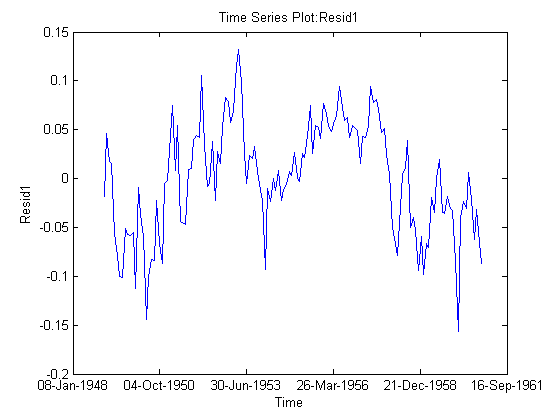 Time Series Plot:Resid1
0.15
0.1
0.05
0
-0.05
-0.1
-0.15
-0.2
Resid1
08-Jan-1948 04-Oct-1950 30-Jun-1953 26-Mar-1956 21-Dec-1958 16-Sep-1961
Time